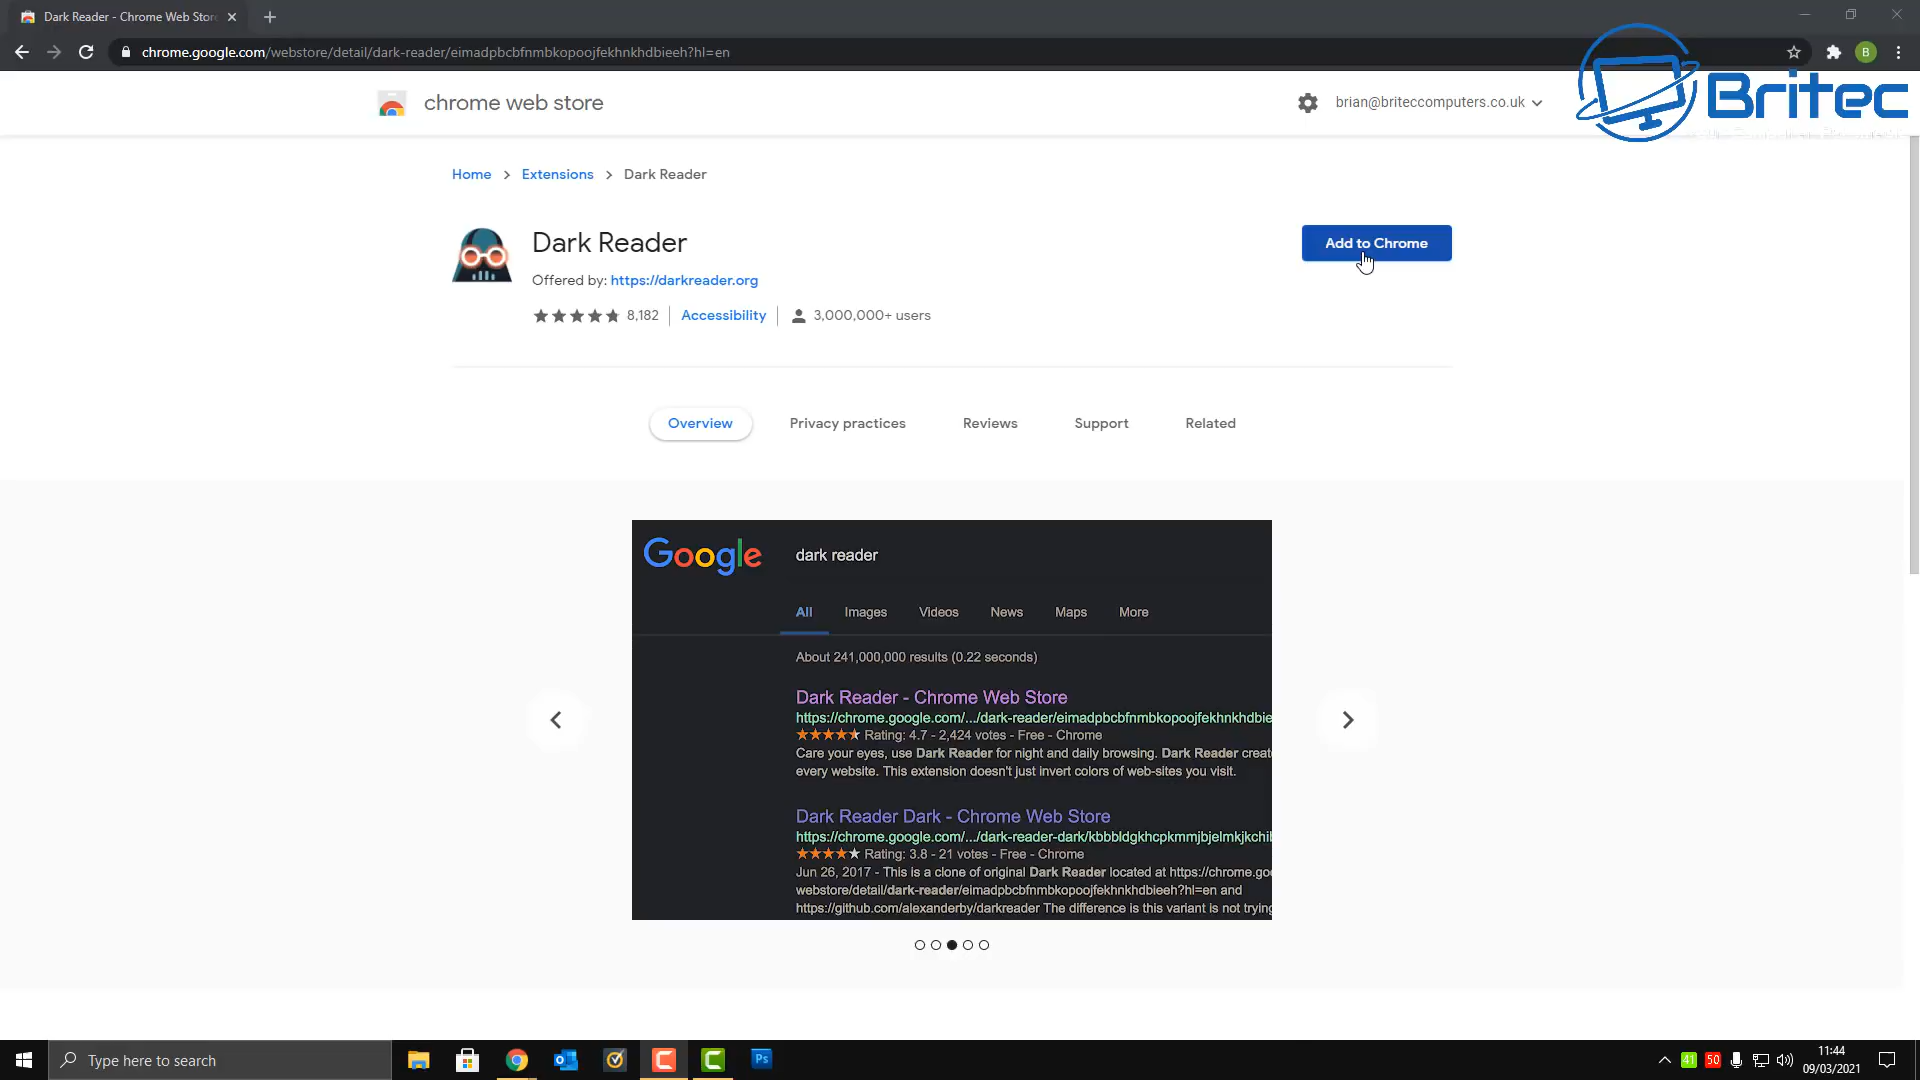 Dark Reader - Chrome Web Store
chrome.google.com/webstore/detail/dark-reader/eimadpbcbfnmbkopoojfekhnkhdbieeh?hl=en
B
Britec
chrome web store
brian@briteccomputers.co.uk
Home > Extensions > Dark Reader
Dark Reader
Add to Chrome
Offered by: https://darkreader.org
8,182
Accessibility
3,000,000+ users
Overview
Privacy practices
Reviews
Support
Related
Google
dark reader
All
Images
Videos
News
Maps
More
About 241,000,000 results (0.22 seconds)
Dark Reader - Chrome Web Store
https://chrome.google.com/.../dark-reader/eimadpbcbfnmbkopoojfekhnkhdbie
Rating: 4.7 - 2,424 votes - Free - Chrome
Care your eyes, use Dark Reader for night and daily browsing. Dark Reader creat
every website. This extension doesn't just invert colors of web-sites you visit.
Dark Reader Dark - Chrome Web Store
https://chrome.google.com/.../dark-reader-dark/kbbbldgkhcpkmmjbjelmkjkchi
Rating: 3.8 - 21 votes - Free - Chrome
Jun 26, 2017 - This is a clone of original Dark Reader located at https://chrome.go
webstore/detail/dark-reader/eimadpbcbfnmbkopoojfekhnkhdbieeh?hl=en and
https://github.com/alexanderby/darkreader The difference is this variant is not trying
Type here to search
Ps
41
50
11:44
09/03/2021